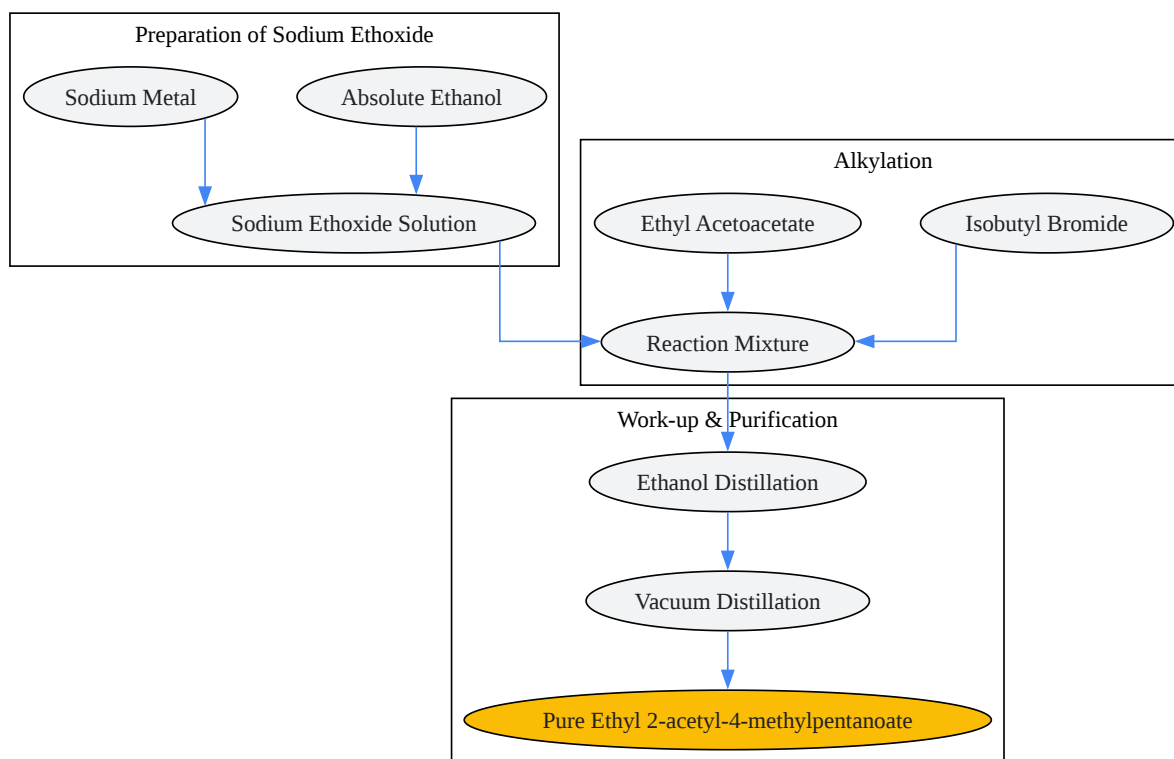 Preparation of Sodium Ethoxide
Sodium Metal
Absolute Ethanol
Sodium Ethoxide Solution
Alkylation
Ethyl Acetoacetate
Isobutyl Bromide
Reaction Mixture
Work-up & Purification
Ethanol Distillation
Vacuum Distillation
Pure Ethyl 2-acetyl-4-methylpentanoate